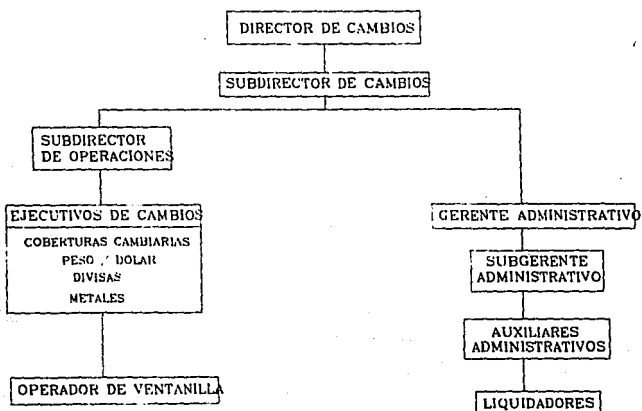 DIRECTOR DE CAMBIOS
SUBDIRECTOR DE CAMBIOS
SUBDIRECTOR
DE OPERACIONES
EJECUTIVOS DE CAMBIOS
COBERTURAS CAMBIARIAS
PESO / DOLAR
DIVISAS
METALES
OPERADOR DE VENTANILLA
GERENTE ADMINISTRATIVO
SUBGERENTE
ADMINISTRATIVO
AUXILIARES
ADMINISTRATIVOS
LIQUIDADORES